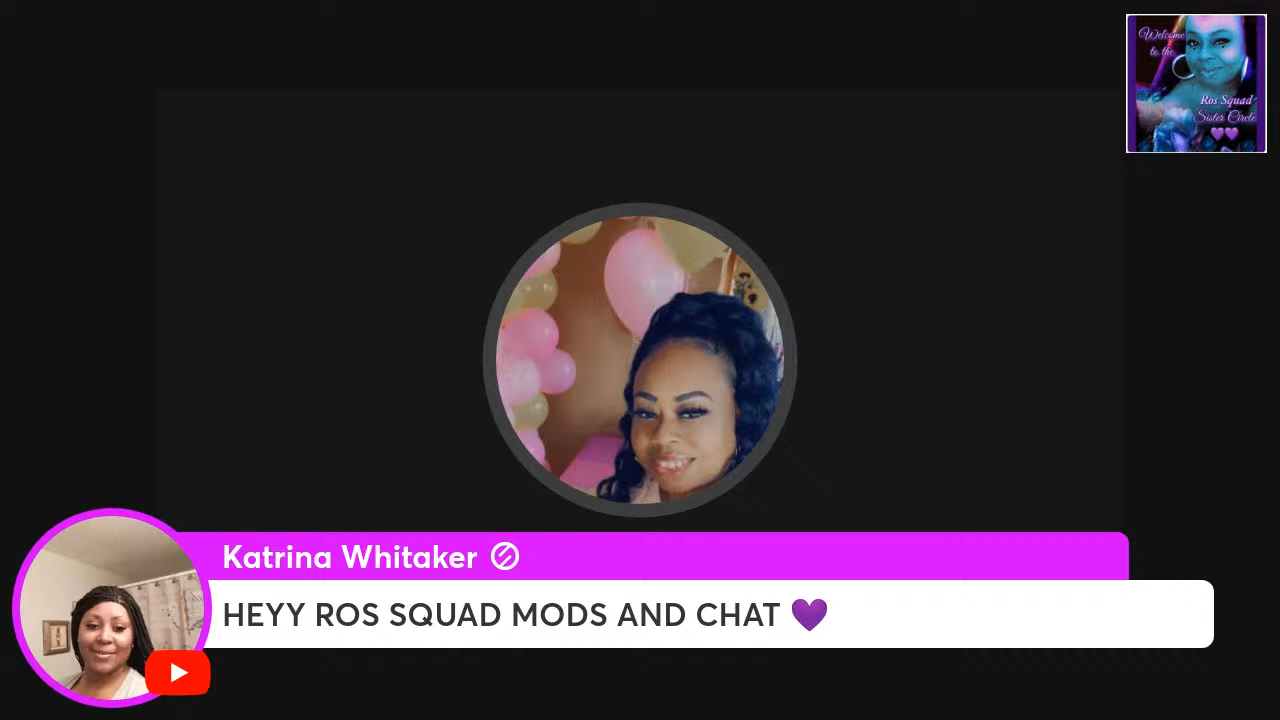 Welcome
to the
Ros Squad
Sister Circle
Katrina Whitaker
HEYY ROS SQUAD MODS AND CHAT 💜